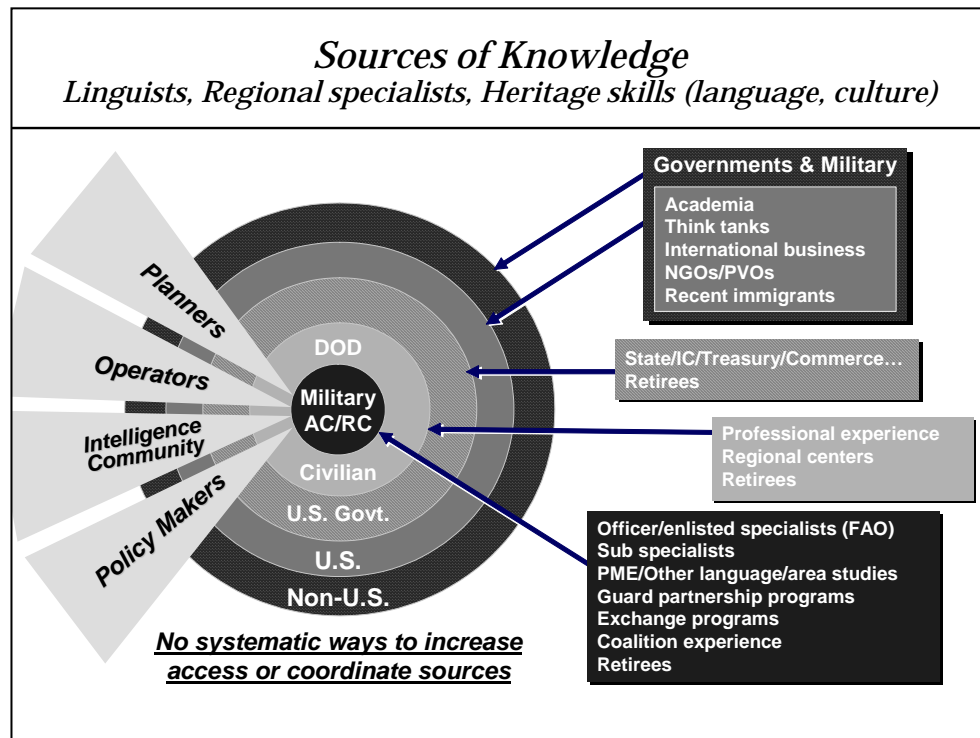 Sources of Knowledge
Linguists, Regional specialists, Heritage skills (language, culture)
Planners
Operators
Intelligence
Community
Policy Makers
DOD
Military
AC/RC
Civilian
U.S. Govt.
U.S.
Non-U.S.
Governments & Military
Academia
Think tanks
International business
NGOs/PVOs
Recent immigrants
State/IC/Treasury/Commerce…
Retirees
Professional experience
Regional centers
Retirees
Officer/enlisted specialists (FAO)
Sub specialists
PME/Other language/area studies
Guard partnership programs
Exchange programs
Coalition experience
Retirees
No systematic ways to increase
access or coordinate sources